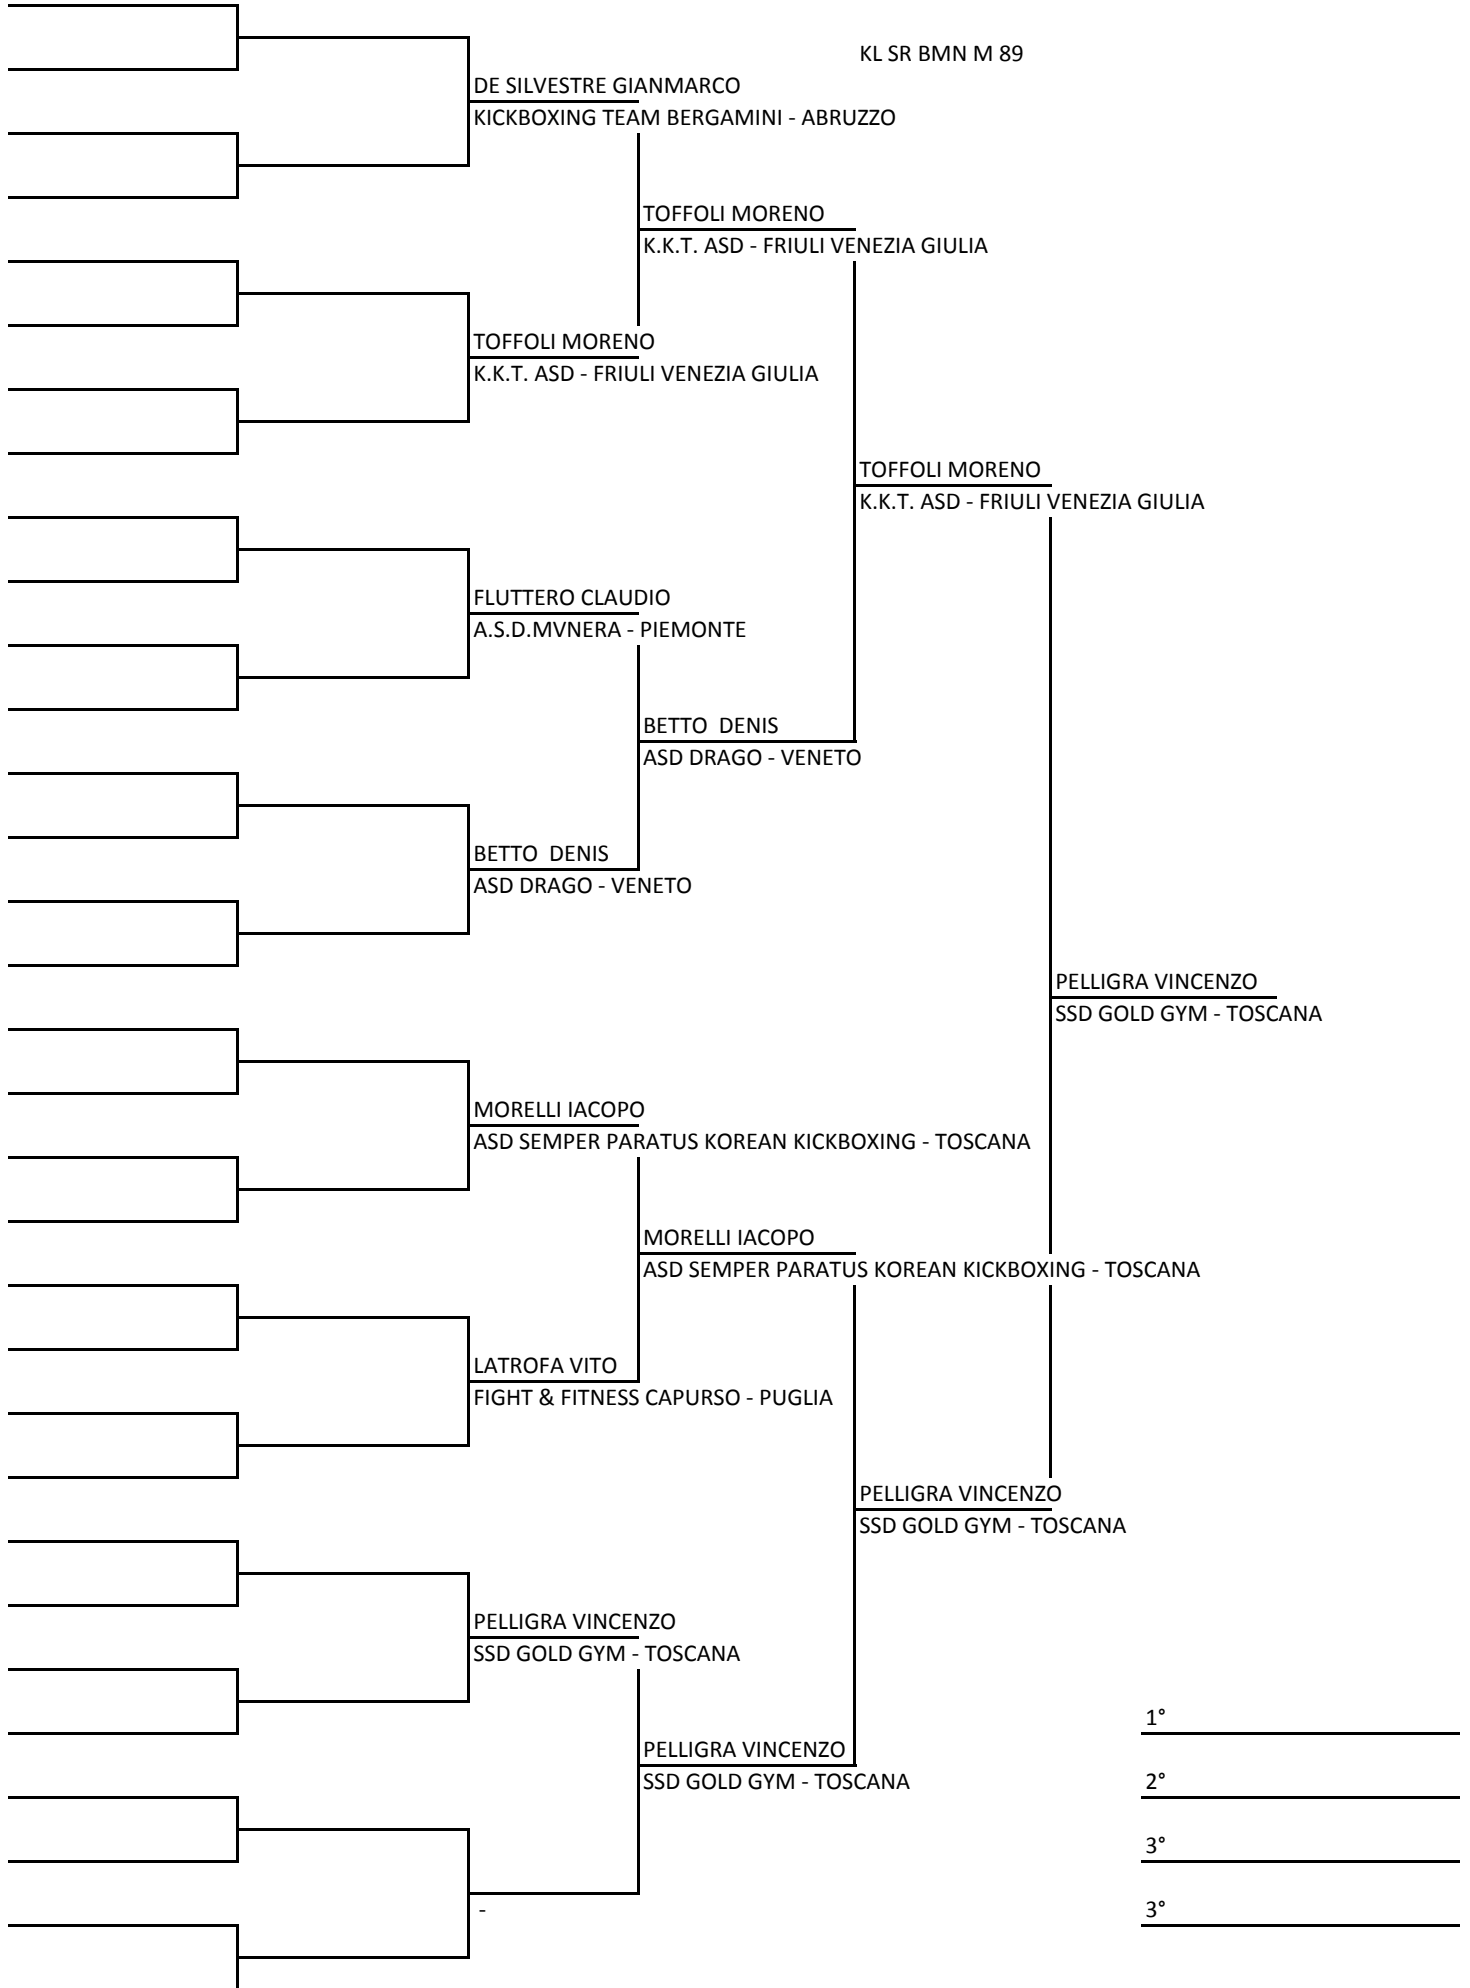 KL SR BMN M 89
DE SILVESTRE GIANMARCO
KICKBOXING TEAM BERGAMINI - ABRUZZO
TOFFOLI MORENO
K.K.T. ASD - FRIULI VENEZIA GIULIA
TOFFOLI MORENO
K.K.T. ASD - FRIULI VENEZIA GIULIA
TOFFOLI MORENO
K.K.T. ASD - FRIULI VENEZIA GIULIA
FLUTTERO CLAUDIO
A.S.D.MVNERA - PIEMONTE
BETTO  DENIS
ASD DRAGO - VENETO
BETTO  DENIS
ASD DRAGO - VENETO
PELLIGRA VINCENZO
SSD GOLD GYM - TOSCANA
MORELLI IACOPO
ASD SEMPER PARATUS KOREAN KICKBOXING - TOSCANA
MORELLI IACOPO
ASD SEMPER PARATUS KOREAN KICKBOXING - TOSCANA
LATROFA VITO
FIGHT & FITNESS CAPURSO - PUGLIA
PELLIGRA VINCENZO
SSD GOLD GYM - TOSCANA
PELLIGRA VINCENZO
SSD GOLD GYM - TOSCANA
1°
PELLIGRA VINCENZO
SSD GOLD GYM - TOSCANA
2°
3°
-
3°